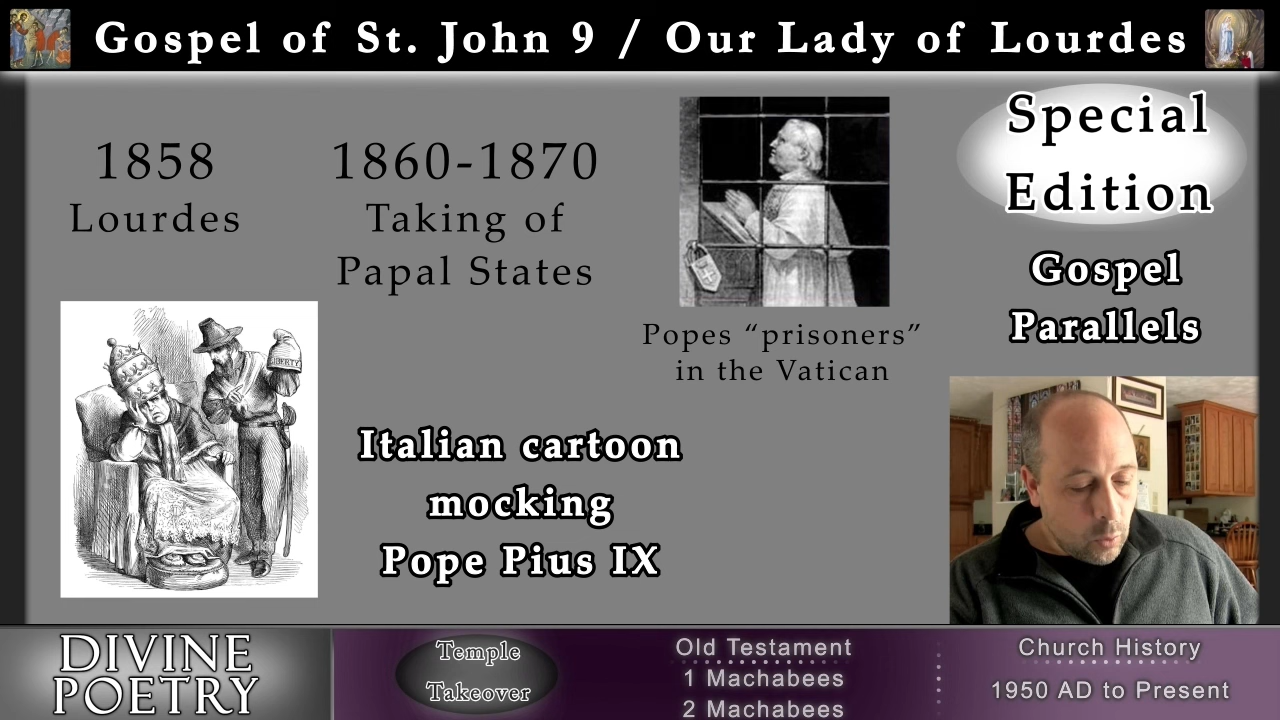 Gospel of St. John 9 / Our Lady of Lourdes
1858
Lourdes
1860-1870
Taking of
Papal States
Popes “prisoners”
in the Vatican
Special
Edition
Gospel
Parallels
LIBERTY
Italian cartoon
mocking
Pope Pius IX
DIVINE
POETRY
Temple
Takeover
Old Testament
1 Machabees
2 Machabees
Church History
1950 AD to Present